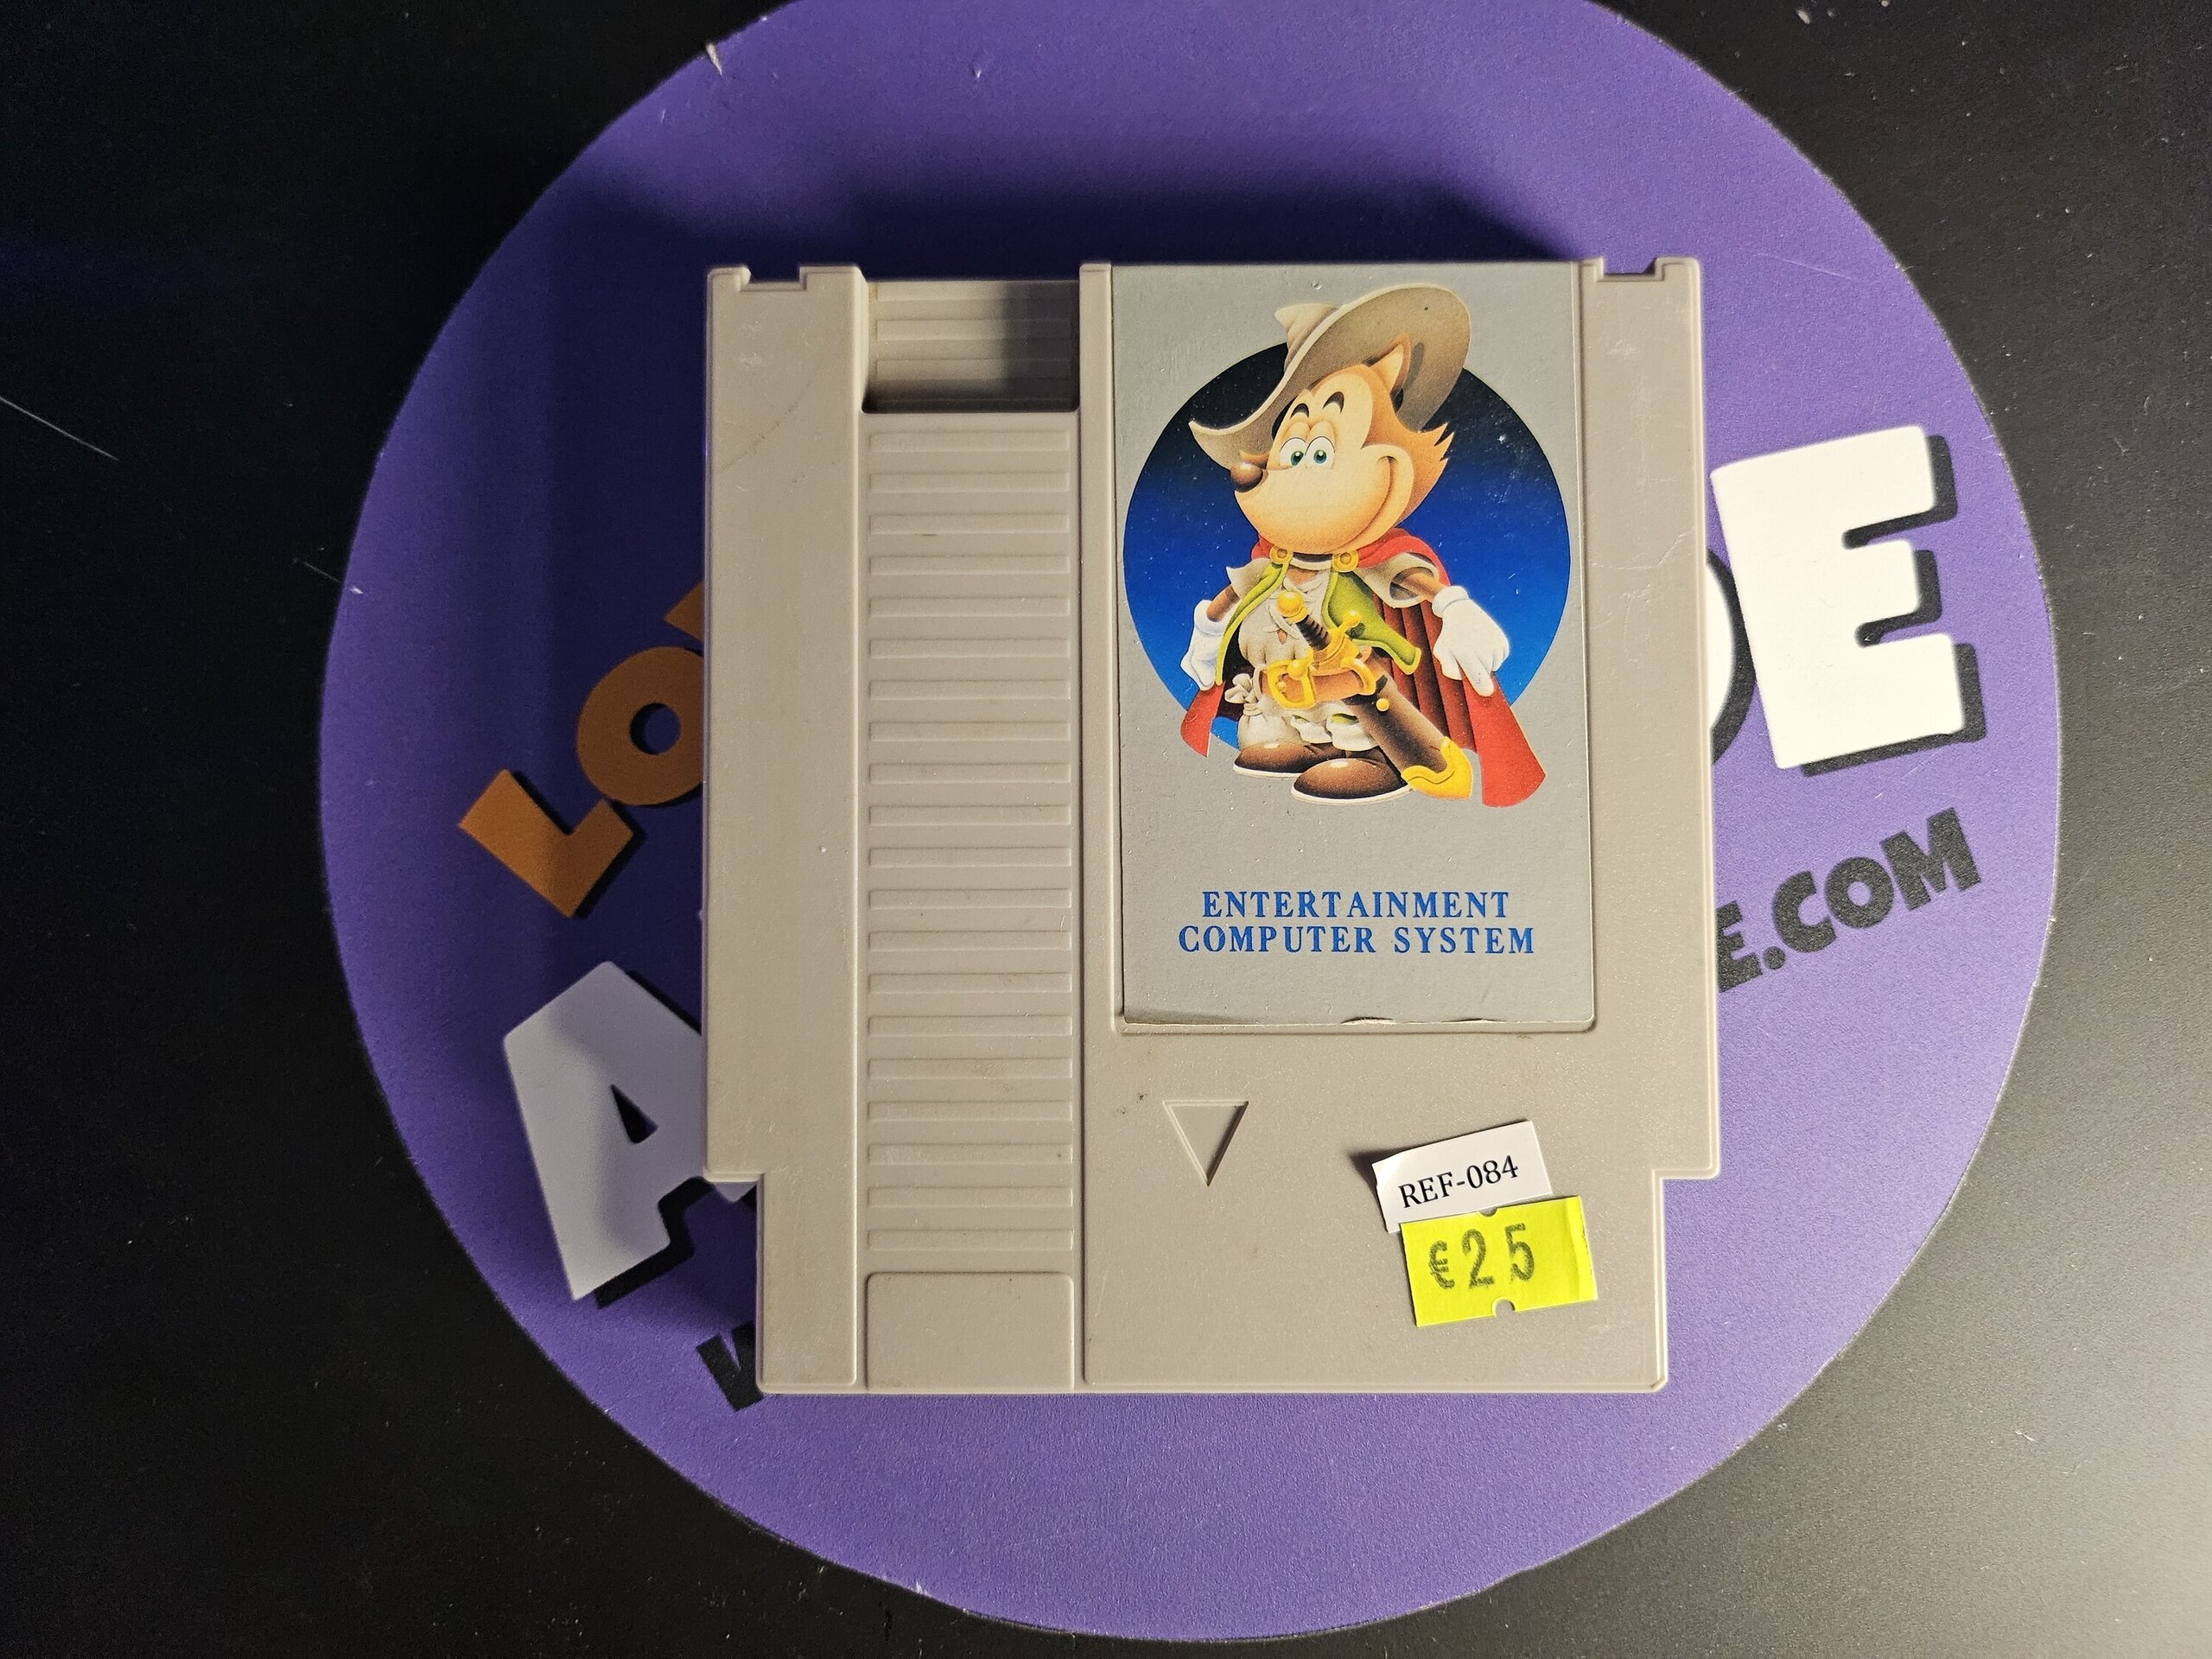 ENTERTAINMENT
COMPUTER SYSTEM
REF-084
€25
E.COM